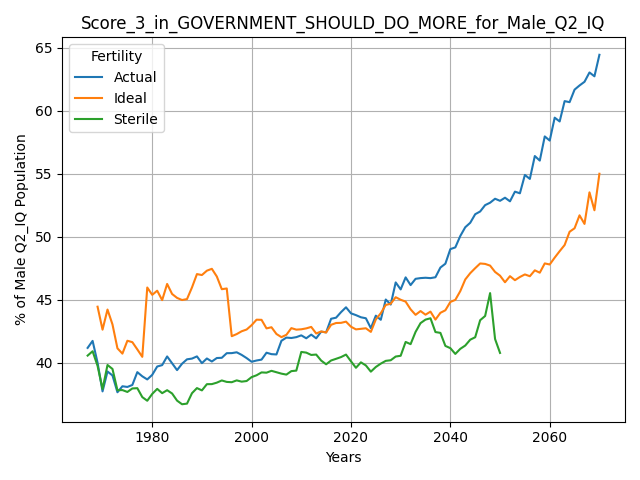 Score_3_in_GOVERNMENT_SHOULD_DO_MORE_for_Male_Q2_IQ
Fertility
Actual
Ideal
Sterile
% of Male Q2_IQ Population
65
60
55
50
45
40
1980
2000
2020
2040
2060
Years